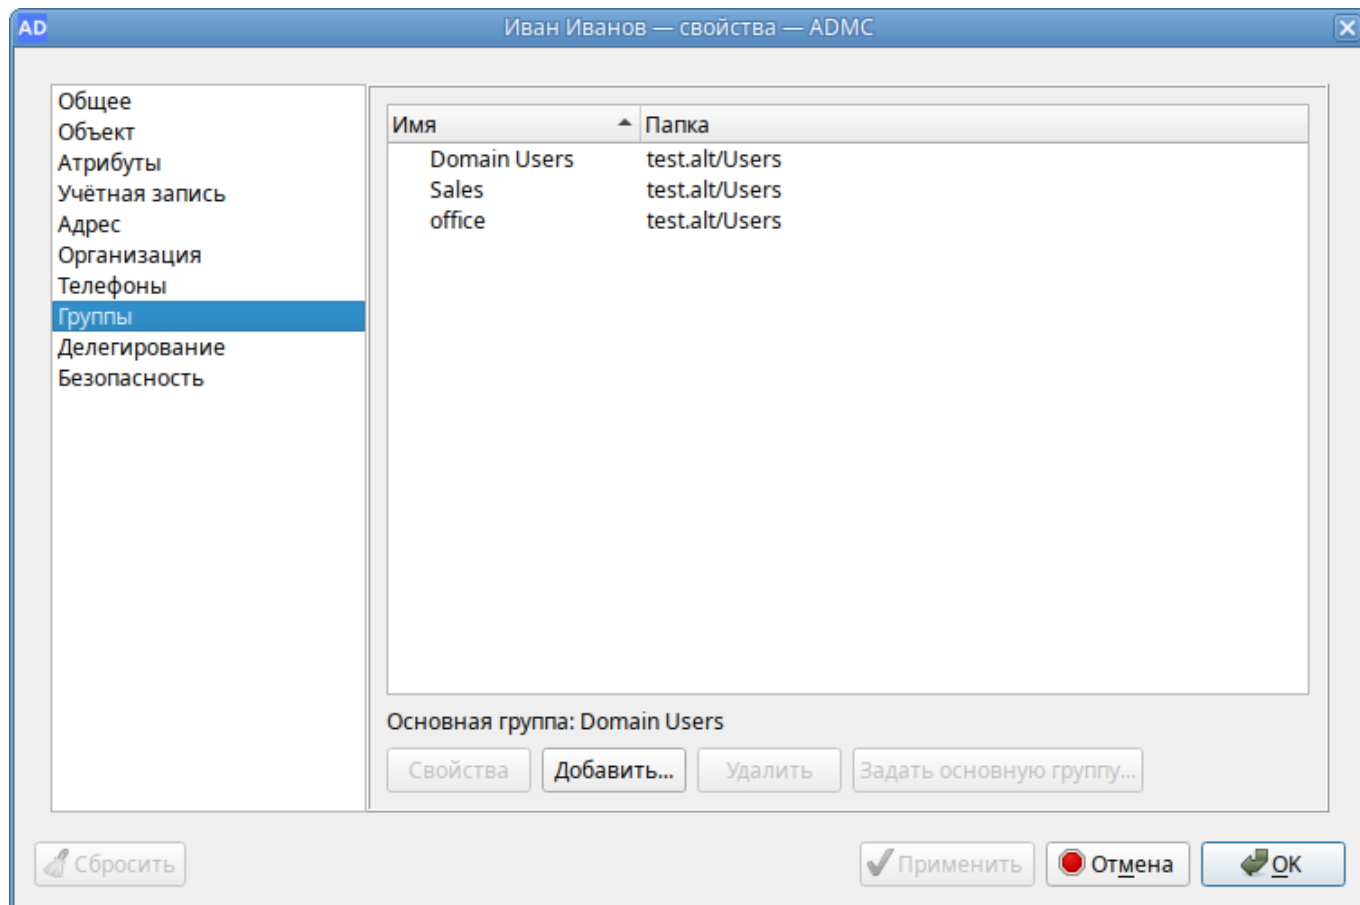 AD Иван Иванов — свойства — ADMC
Общее
Объект
Атрибуты
Учётная запись
Адрес
Организация
Телефоны
Группы
Делегирование
Безопасность
Имя Папка
Domain Users test.alt/Users
Sales test.alt/Users
office test.alt/Users
Основная группа: Domain Users
Свойства Добавить... Удалить Задать основную группу...
Сбросить Применить Отмена OK